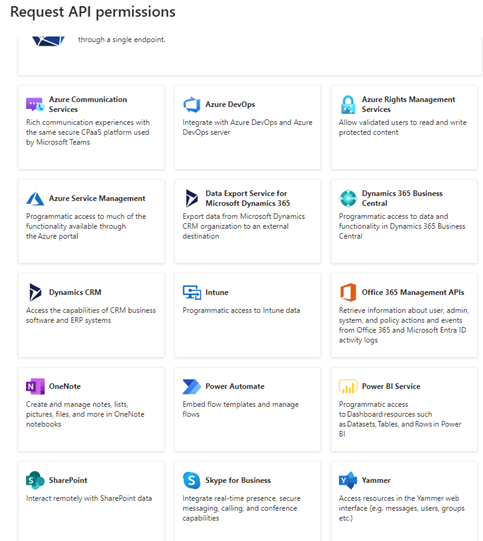 Request API permissions
through a single endpoint.
Azure Communication
Services
Rich communication experiences with
the same secure CPaaS platform used
by Microsoft Teams
Azure DevOps
Integrate with Azure DevOps and Azure
DevOps server
Azure Rights Management
Services
Allow validated users to read and write
protected content
Azure Service Management
Programmatic access to much of the
functionality available through
the Azure portal
Data Export Service for
Microsoft Dynamics 365
Export data from Microsoft Dynamics
CRM organization to an external
destination
Dynamics 365 Business
Central
Programmatic access to data and
functionality in Dynamics 365 Business
Central
Dynamics CRM
Access the capabilities of CRM business
software and ERP systems
Intune
Programmatic access to Intune data
Office 365 Management APIs
Retrieve information about user, admin,
system, and policy actions and events
from Office 365 and Microsoft Entra ID
activity logs
OneNote
Create and manage notes, lists,
pictures, files, and more in OneNote
notebooks
Power Automate
Embed flow templates and manage
flows
Power BI Service
Programmatic access
to Dashboard resources such
as Datasets, Tables, and Rows in Power
BI
SharePoint
Interact remotely with SharePoint data
Skype for Business
Integrate real-time presence, secure
messaging, calling, and conference
capabilities
Yammer
Access resources in the Yammer web
interface (e.g. messages, users, groups
etc.)